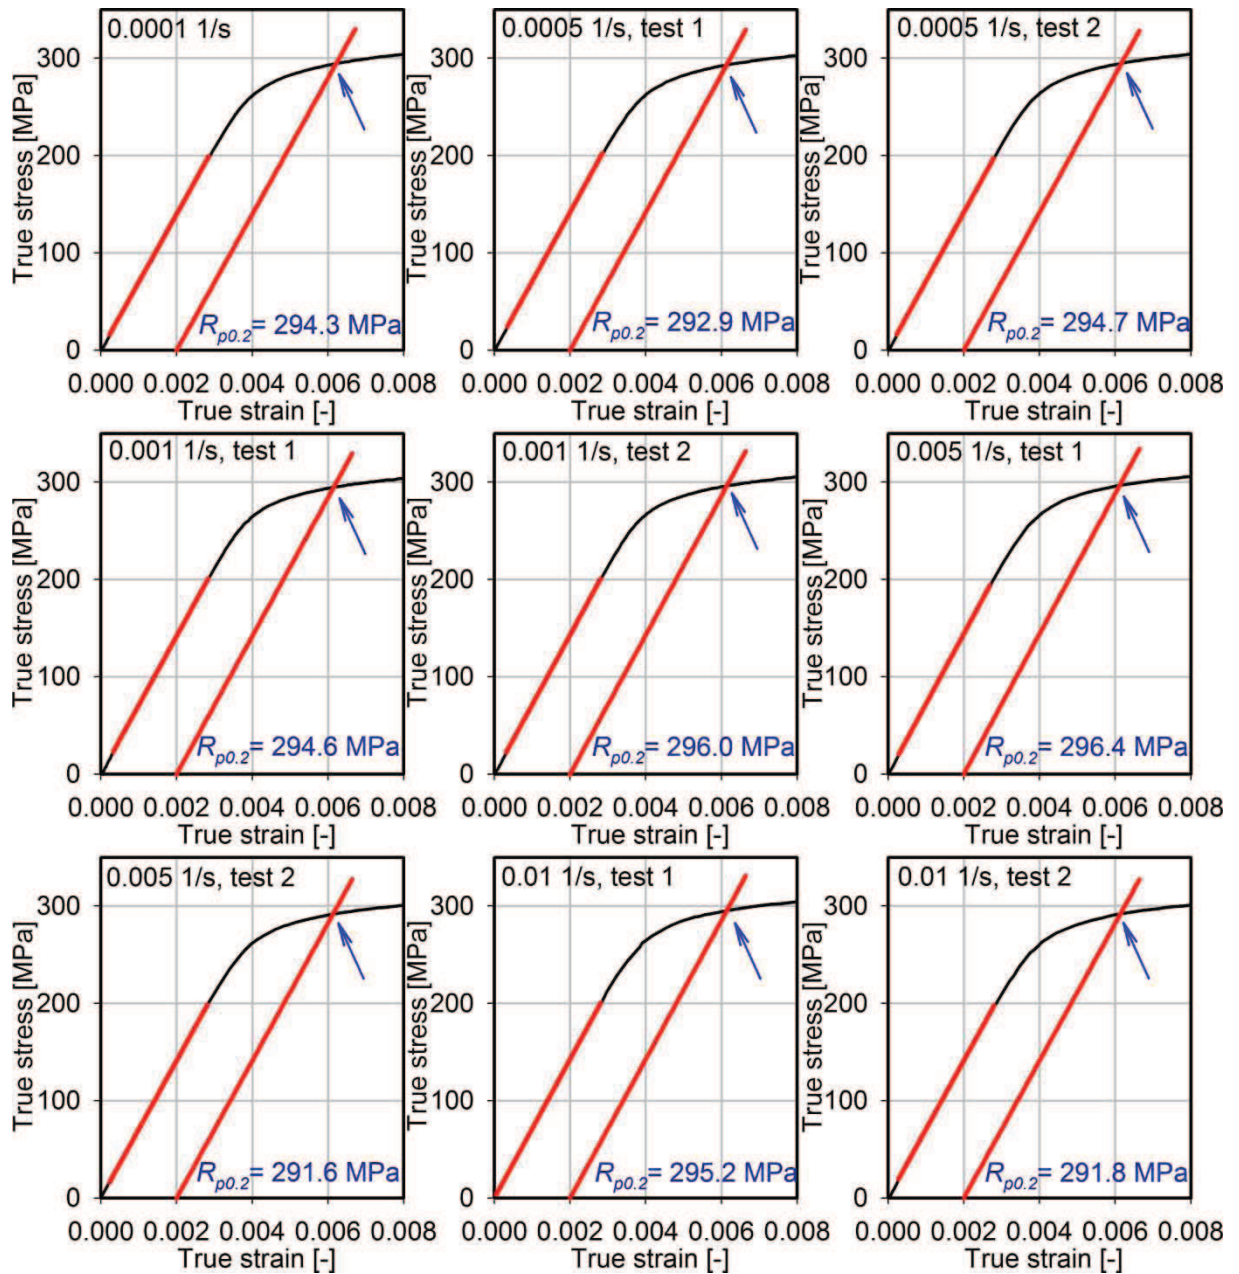 0.0001 1/s
True stress [MPa]
300
200
100
0
R_p0.2= 294.3 MPa
0.000 0.002 0.004 0.006 0.008
True strain [-]
0.0005 1/s, test 1
True stress [MPa]
300
200
100
0
R_p0.2= 292.9 MPa
0.000 0.002 0.004 0.006 0.008
True strain [-]
0.0005 1/s, test 2
True stress [MPa]
300
200
100
0
R_p0.2= 294.7 MPa
0.000 0.002 0.004 0.006 0.008
True strain [-]
0.001 1/s, test 1
True stress [MPa]
300
200
100
0
R_p0.2= 294.6 MPa
0.000 0.002 0.004 0.006 0.008
True strain [-]
0.001 1/s, test 2
True stress [MPa]
300
200
100
0
R_p0.2= 296.0 MPa
0.000 0.002 0.004 0.006 0.008
True strain [-]
0.005 1/s, test 1
True stress [MPa]
300
200
100
0
R_p0.2= 296.4 MPa
0.000 0.002 0.004 0.006 0.008
True strain [-]
0.005 1/s, test 2
True stress [MPa]
300
200
100
0
R_p0.2= 291.6 MPa
0.000 0.002 0.004 0.006 0.008
True strain [-]
0.01 1/s, test 1
True stress [MPa]
300
200
100
0
R_p0.2= 295.2 MPa
0.000 0.002 0.004 0.006 0.008
True strain [-]
0.01 1/s, test 2
True stress [MPa]
300
200
100
0
R_p0.2= 291.8 MPa
0.000 0.002 0.004 0.006 0.008
True strain [-]